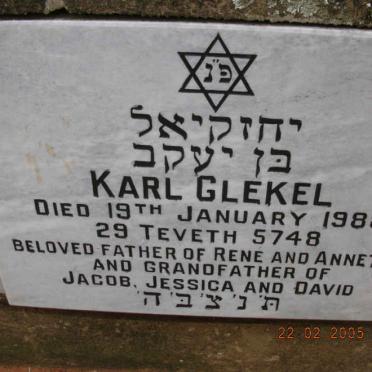 פ״נ
יחזקיאל
בן יעקב
KARL GLEKEL
DIED 19TH JANUARY 198
29 TEVETH 5748
BELOVED FATHER OF RENE AND ANNET
AND GRANDFATHER OF
JACOB, JESSICA AND DAVID
ת׳ נ׳ צ׳ ב׳ ה׳
22 02 2005